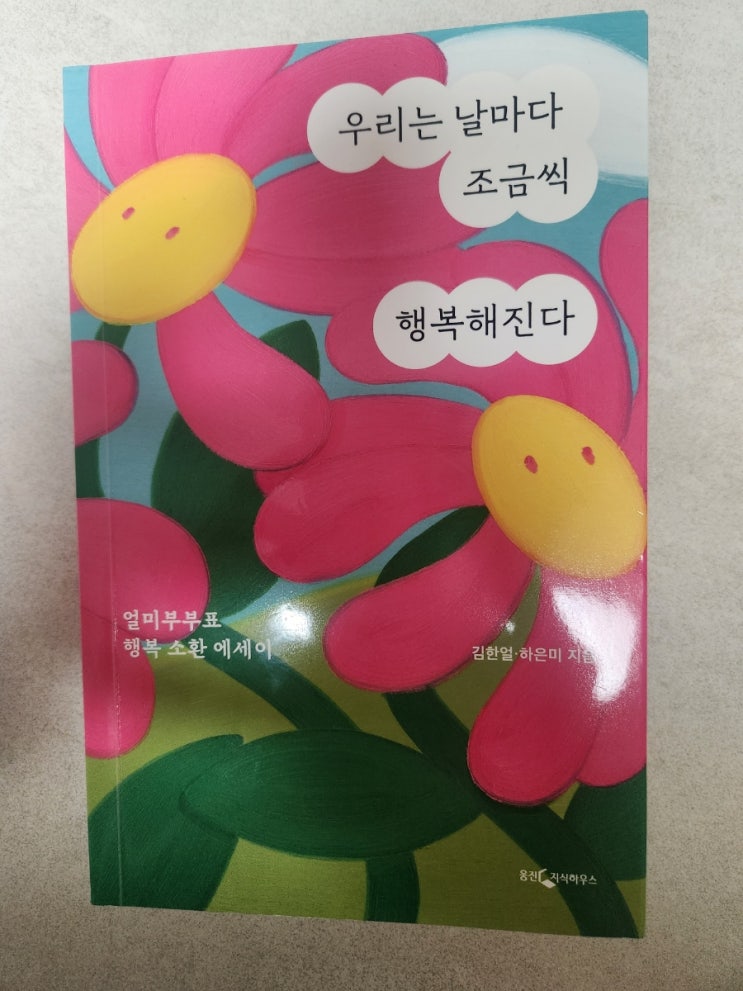 우리는 날마다
조금씩
행복해진다
얼미부부표
행복 소환 에세이
김한얼·하은미 지음
웅진 지식하우스